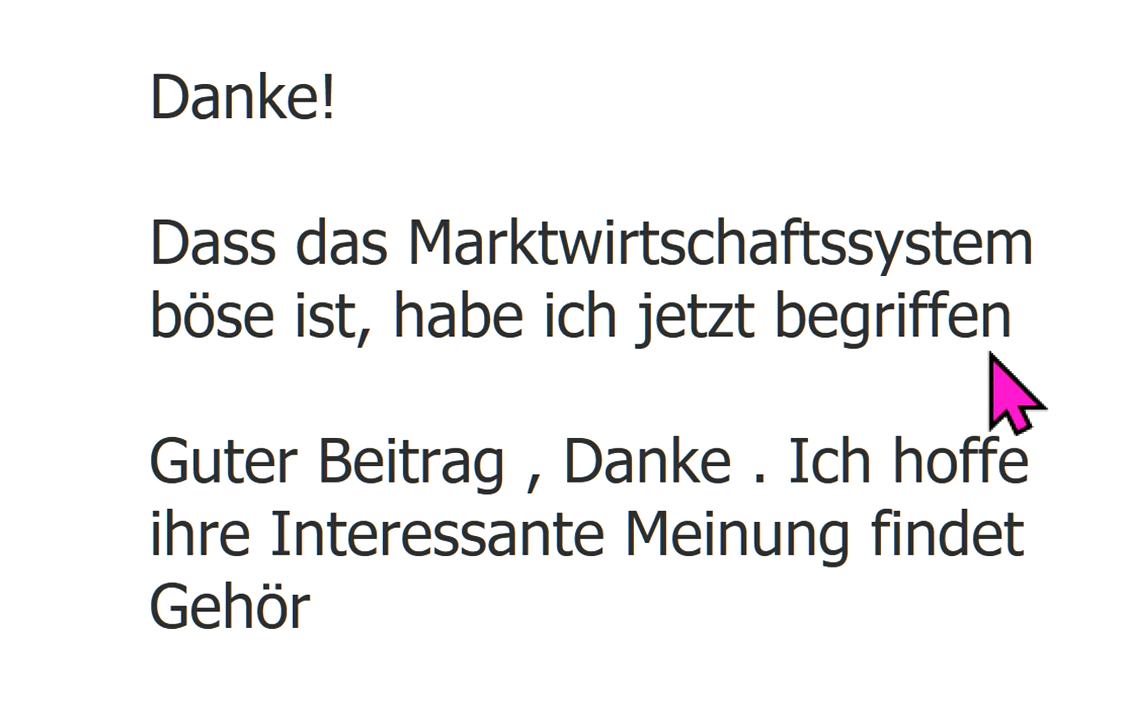 Danke!
Dass das Marktwirtschaftssystem
böse ist, habe ich jetzt begriffen
Guter Beitrag , Danke . Ich hoffe
ihre Interessante Meinung findet
Gehör